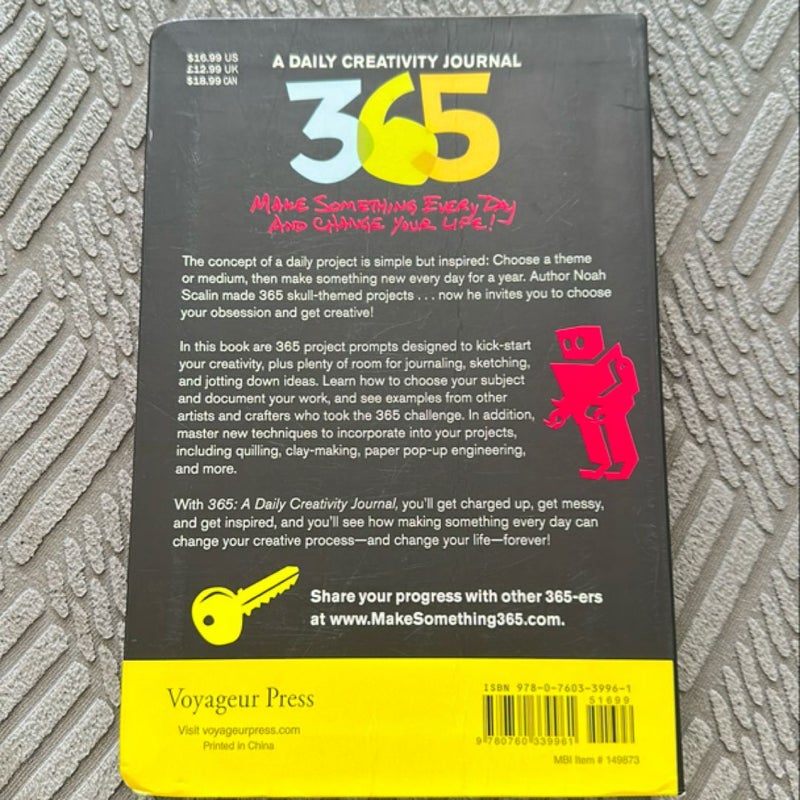 $16.99 US
£12.99 UK
$18.99 CAN
A DAILY CREATIVITY JOURNAL
365
MAKE SOMETHING EVERY DAY
AND CHANGE YOUR LIFE!
The concept of a daily project is simple but inspired: Choose a theme
or medium, then make something new every day for a year. Author Noah
Scalin made 365 skull-themed projects . . . now he invites you to choose
your obsession and get creative!
In this book are 365 project prompts designed to kick-start
your creativity, plus plenty of room for journaling, sketching,
and jotting down ideas. Learn how to choose your subject
and document your work, and see examples from other
artists and crafters who took the 365 challenge. In addition,
master new techniques to incorporate into your projects,
including quilling, clay-making, paper pop-up engineering,
and more.
With 365: A Daily Creativity Journal, you'll get charged up, get messy,
and get inspired, and you'll see how making something every day can
change your creative process—and change your life—forever!
Share your progress with other 365-ers
at www.MakeSomething365.com.
Voyageur Press
Visit voyageurpress.com
Printed in China
ISBN 978-0-7603-3996-1
51699
9 780760 339961
MBI Item # 149873